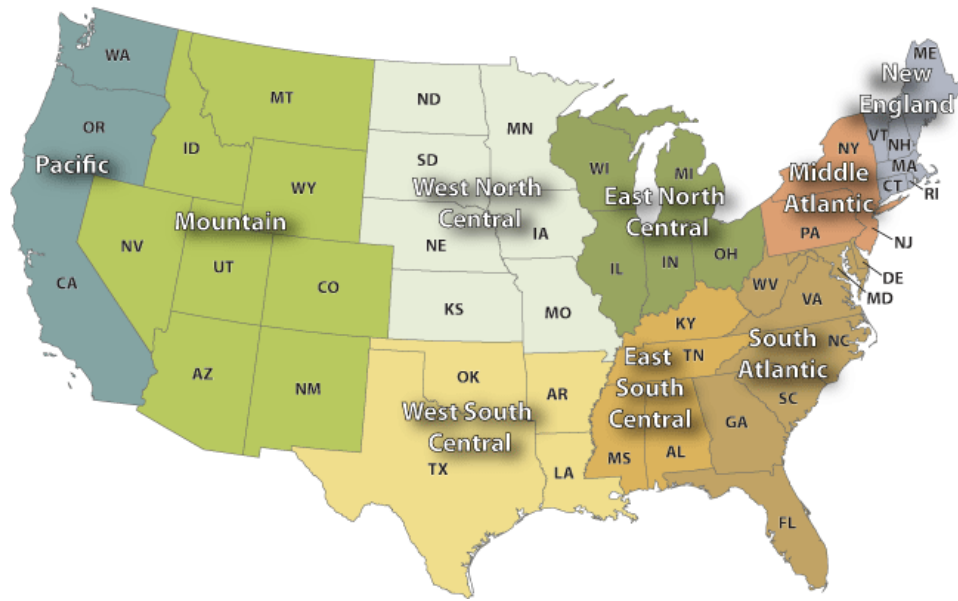 WA
OR
Pacific
CA
MT
ID
WY
Mountain
NV
UT
CO
AZ
NM
ND
MN
SD
West North
Central
NE
IA
KS
MO
WI
MI
East North
Central
IL
IN
OH
ME
New
England
VT
NH
MA
CT
RI
NY
Middle
Atlantic
PA
NJ
OK
AR
West South
Central
TX
LA
KY
East
TN
South
Central
MS
AL
DE
MD
WV
VA
South
Atlantic
NC
SC
GA
FL